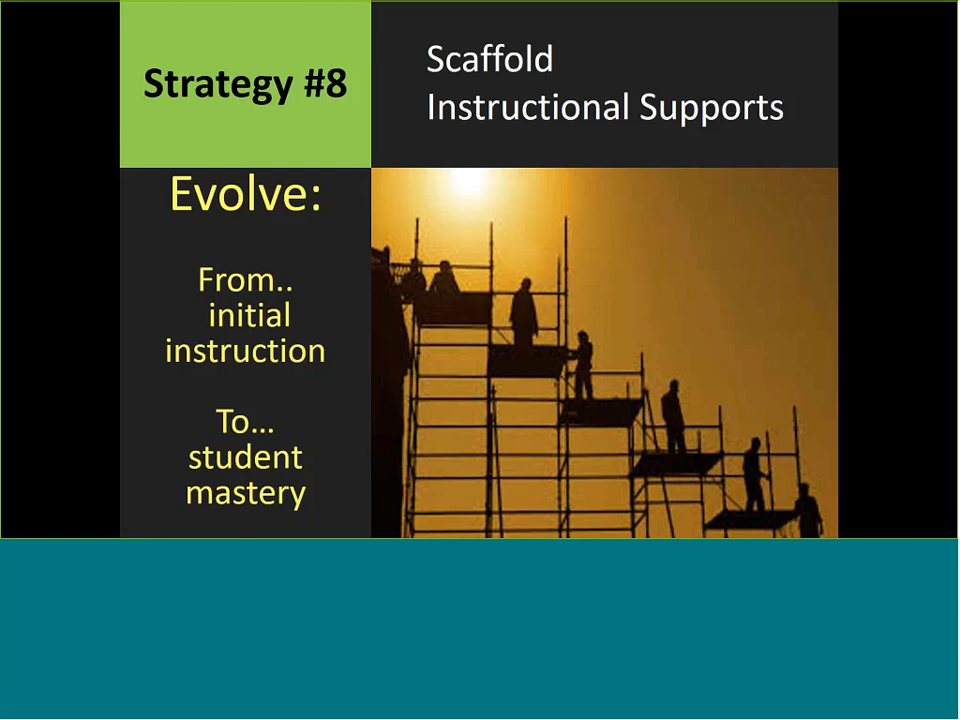 Strategy #8
Scaffold
Instructional Supports
Evolve:
From..
initial
instruction
To…
student
mastery